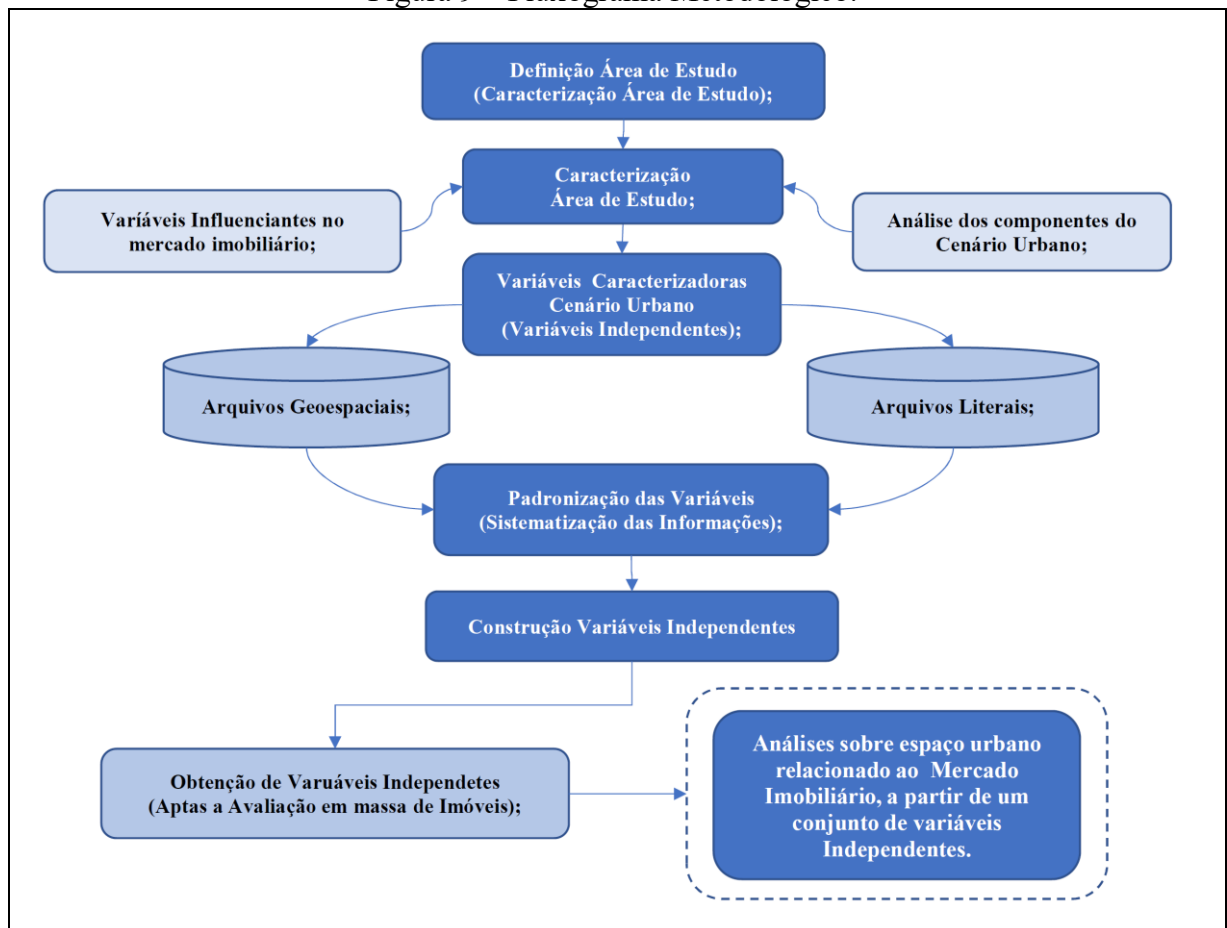 Definição Área de Estudo
(Caracterização Área de Estudo);
Caracterização
Área de Estudo;
Varíáveis Influenciantes no
mercado imobiliário;
Análise dos componentes do
Cenário Urbano;
Variáveis Caracterizadoras
Cenário Urbano
(Variáveis Independentes);
Arquivos Geoespaciais;
Arquivos Literais;
Padronização das Variáveis
(Sistematização das Informações);
Construção Variáveis Independentes
Obtenção de Varuáveis Independetes
(Aptas a Avaliação em massa de Imóveis);
Análises sobre espaço urbano
relacionado ao Mercado
Imobiliário, a partir de um
conjunto de variáveis
Independentes.